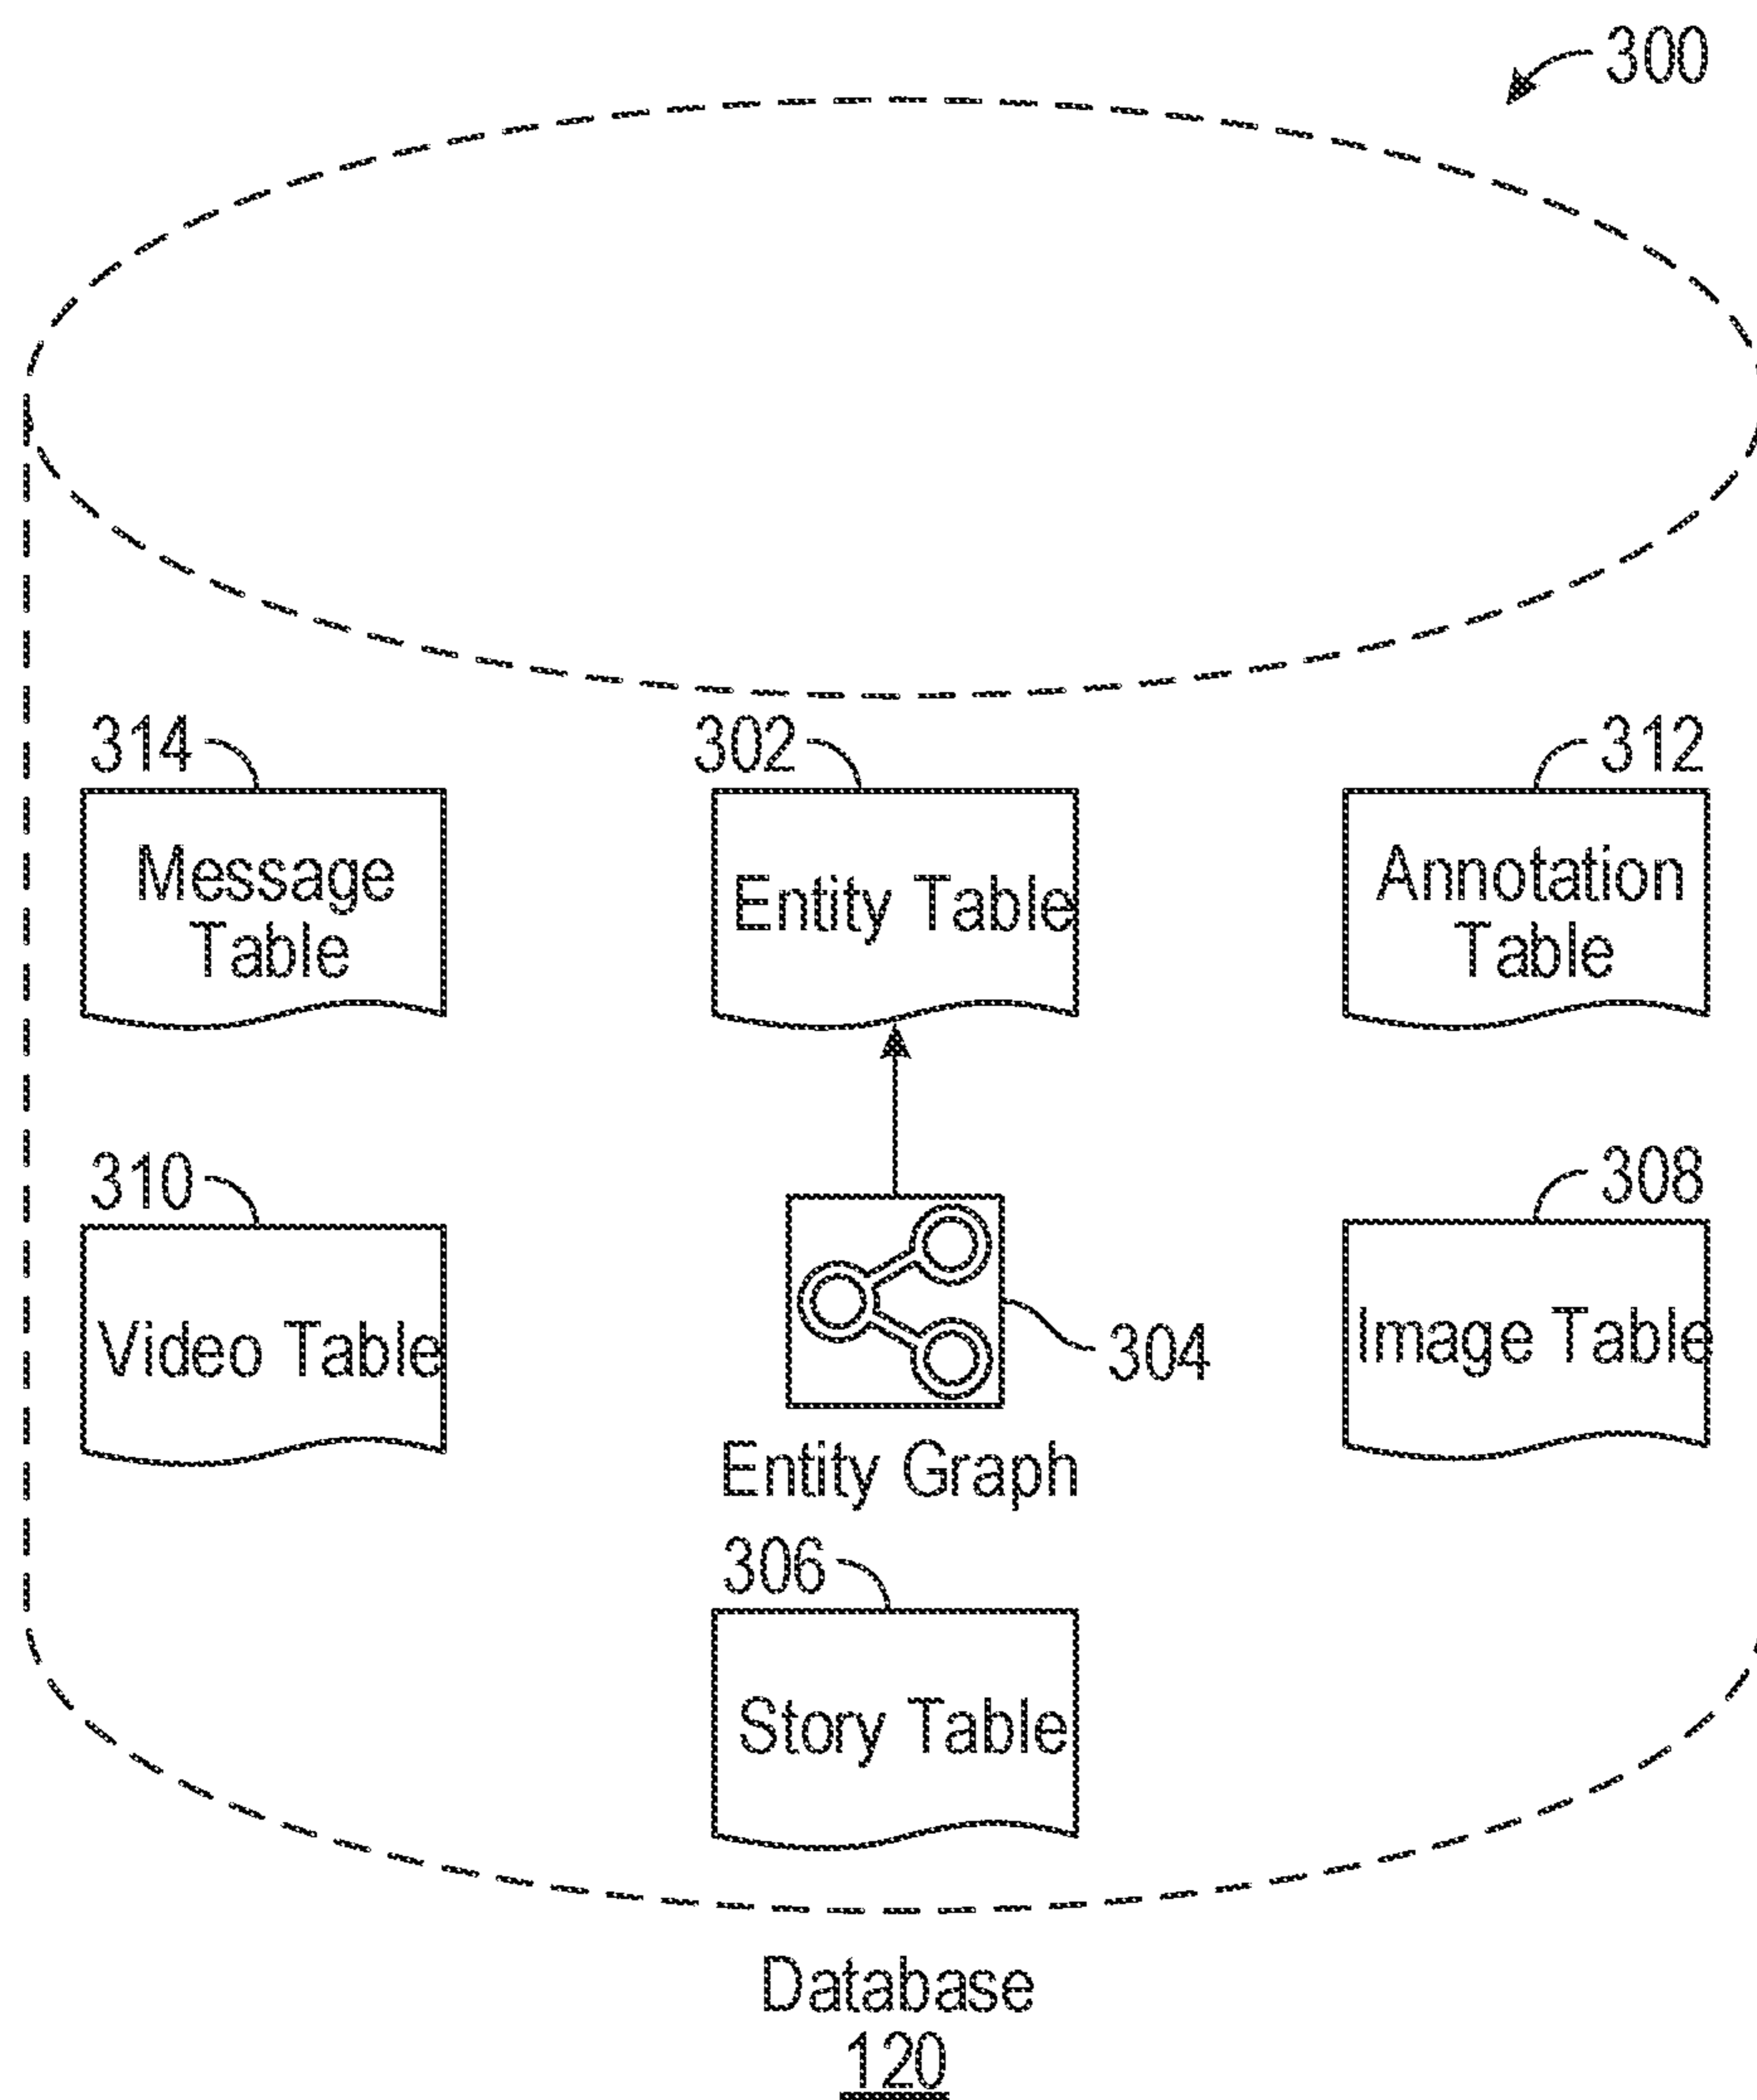 300
314
302
312
Message
Table
Entity Table
Annotation
Table
310
308
Video Table
304
Image Table
Entity Graph
306
Story Table
Database
120